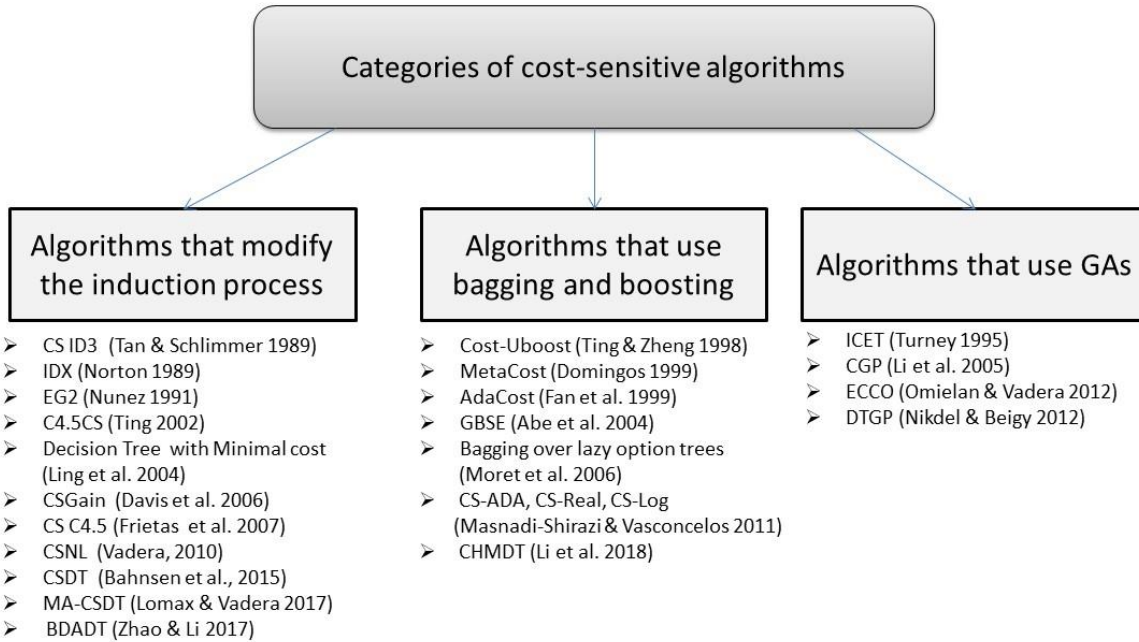 Categories of cost-sensitive algorithms
Algorithms that modify
the induction process
CS ID3 (Tan & Schlimmer 1989)
IDX (Norton 1989)
EG2 (Nunez 1991)
C4.5CS (Ting 2002)
Decision Tree with Minimal cost
(Ling et al. 2004)
CSGain (Davis et al. 2006)
CS C4.5 (Frietas et al. 2007)
CSNL (Vadera, 2010)
CSDT (Bahnsen et al., 2015)
MA-CSDT (Lomax & Vadera 2017)
BDADT (Zhao & Li 2017)
Algorithms that use
bagging and boosting
Cost-Uboost (Ting & Zheng 1998)
MetaCost (Domingos 1999)
AdaCost (Fan et al. 1999)
GBSE (Abe et al. 2004)
Bagging over lazy option trees
(Moret et al. 2006)
CS-ADA, CS-Real, CS-Log
(Masnadi-Shirazi & Vasconcelos 2011)
CHMDT (Li et al. 2018)
Algorithms that use GAs
ICET (Turney 1995)
CGP (Li et al. 2005)
ECCO (Omielan & Vadera 2012)
DTGP (Nikdel & Beigy 2012)